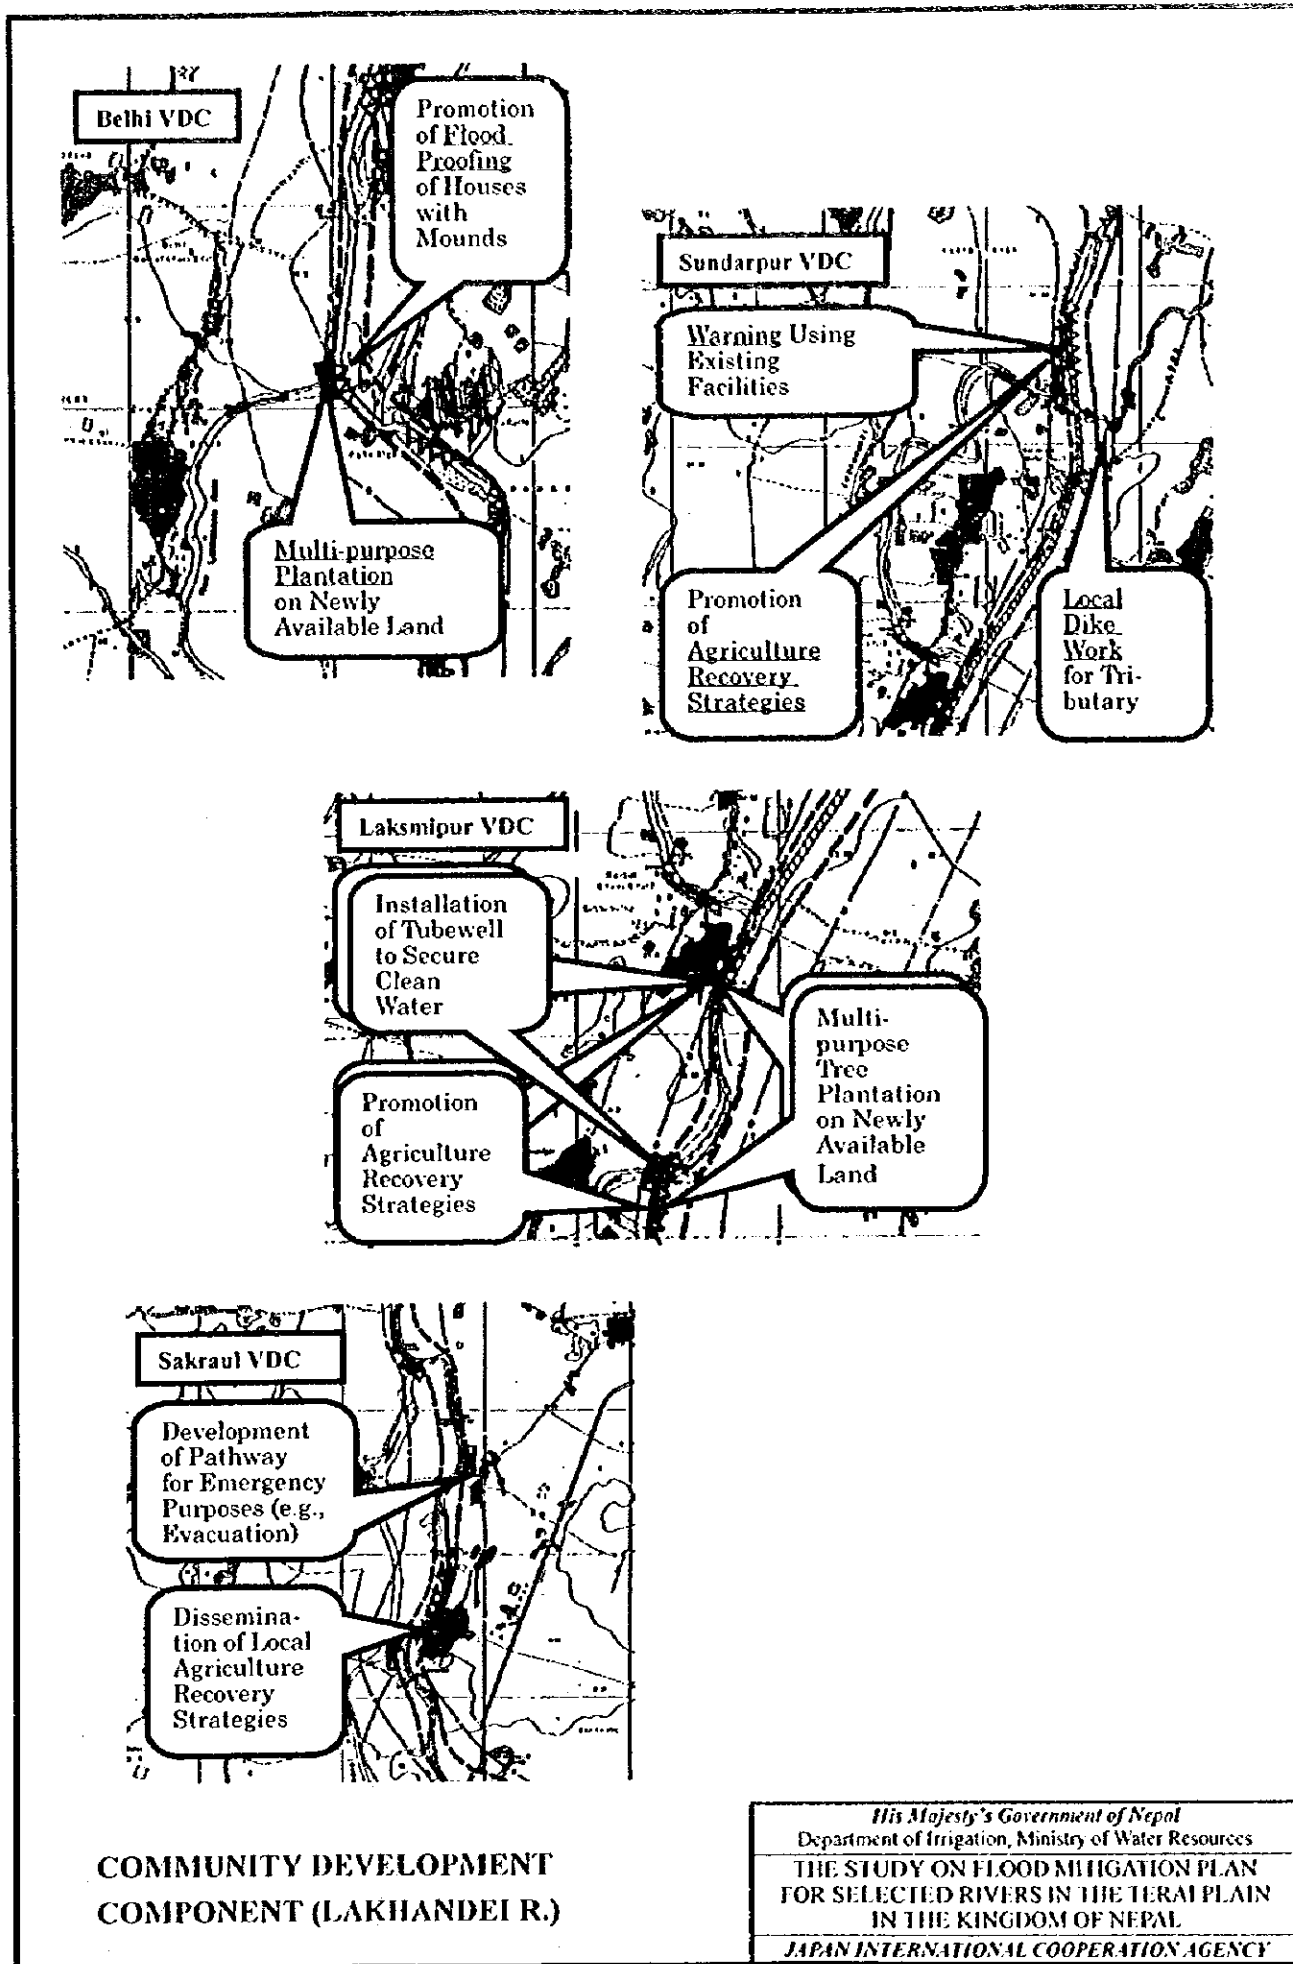 Belhi VDC
Promotion
of Flood
Proofing
of Houses
with
Mounds
Multi-purpose
Plantation
on Newly
Available Land
Sundarpur VDC
Warning Using
Existing
Facilities
Promotion
of
Agriculture
Recovery
Strategies
Local
Dike
Work
for Tri-
butary
Laksmipur VDC
Installation
of Tubewell
to Secure
Clean
Water
Promotion
of
Agriculture
Recovery
Strategies
Multi-
purpose
Tree
Plantation
on Newly
Available
Land
Sakraul VDC
Development
of Pathway
for Emergency
Purposes (e.g.,
Evacuation)
Dissemina-
tion of Local
Agriculture
Recovery
Strategies
COMMUNITY DEVELOPMENT
COMPONENT (LAKHANDEI R.)
His Majesty's Government of Nepal
Department of Irrigation, Ministry of Water Resources
THE STUDY ON FLOOD MITIGATION PLAN
FOR SELECTED RIVERS IN THE TERAI PLAIN
IN THE KINGDOM OF NEPAL
JAPAN INTERNATIONAL COOPERATION AGENCY